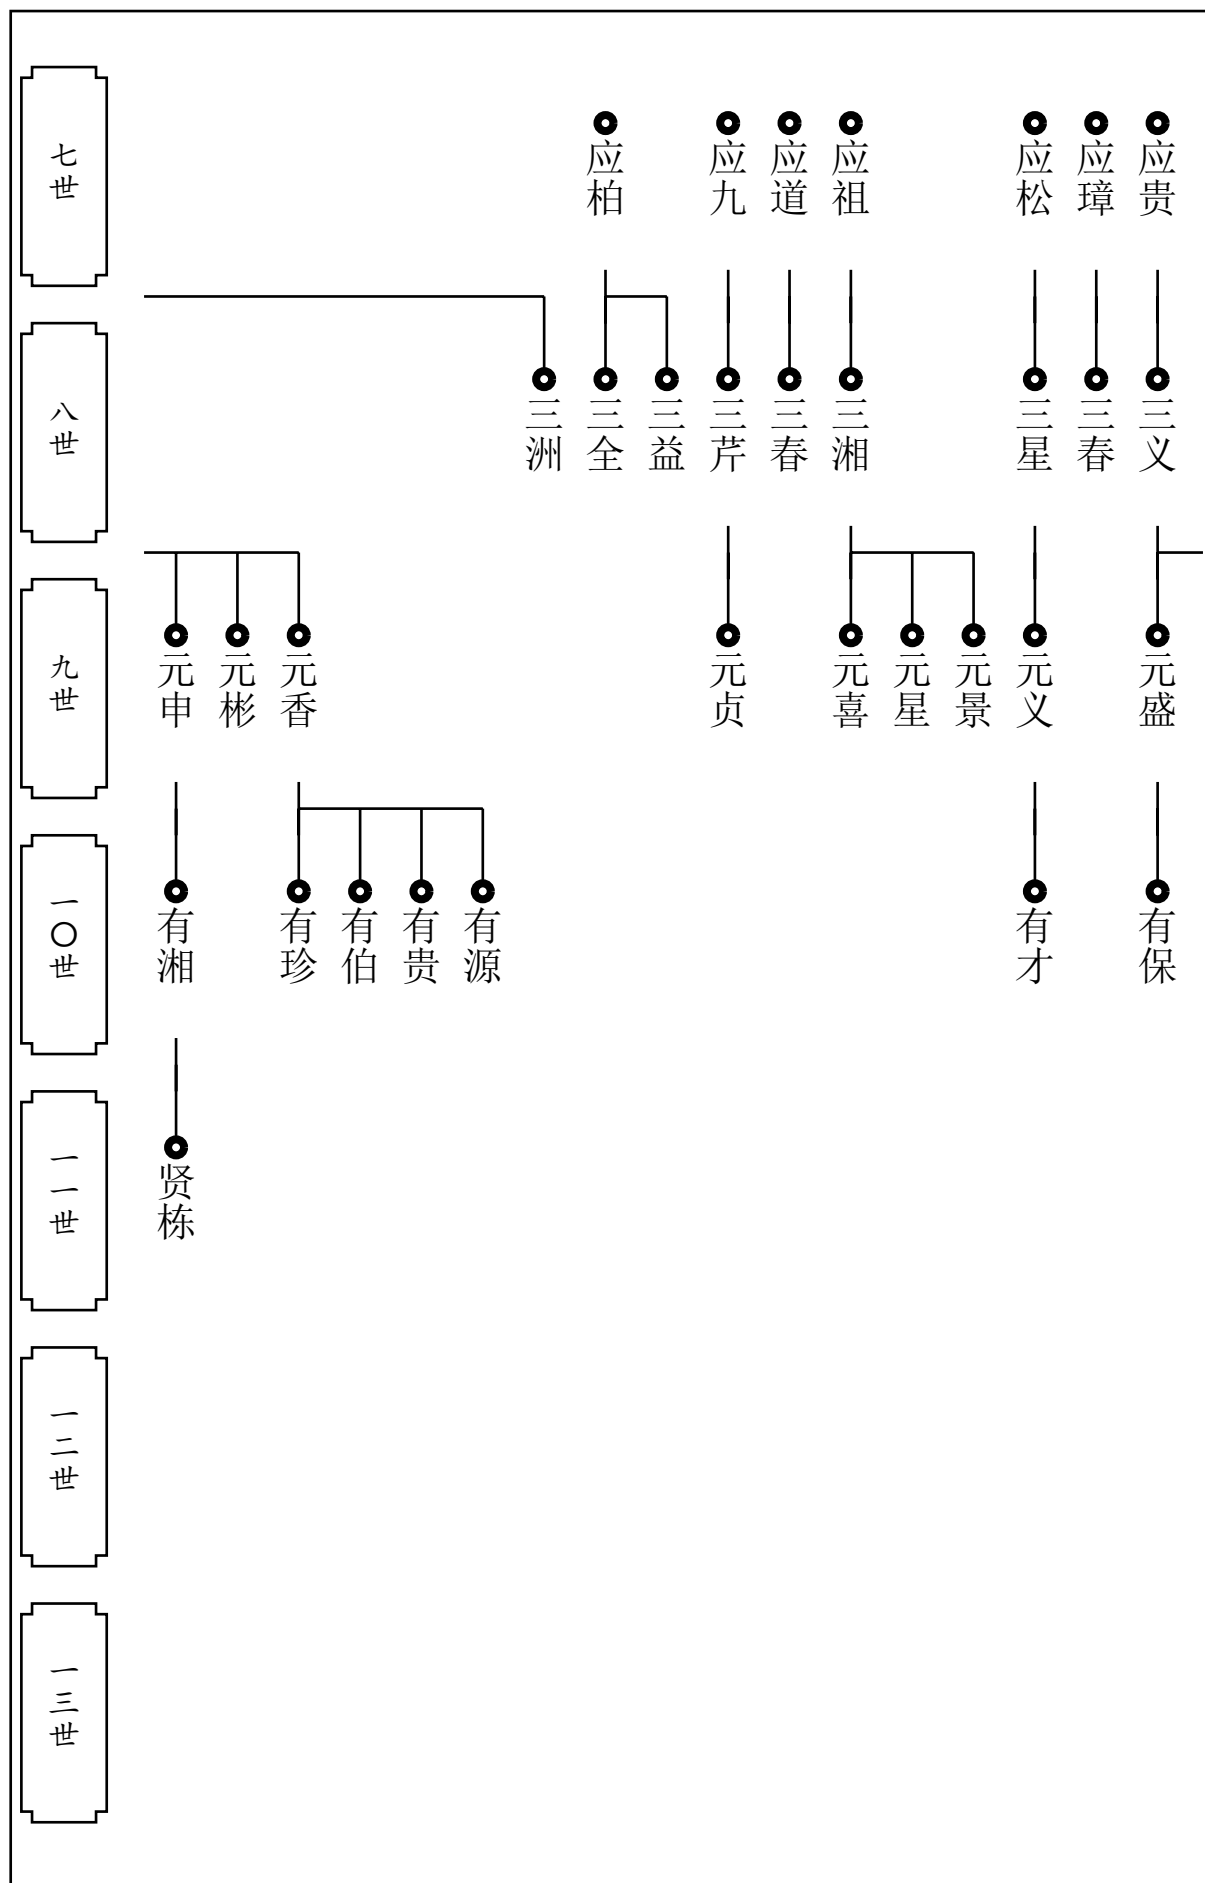 七世
应柏
应九
应道
应祖
应松
应璋
应贵
八世
三洲
三全
三益
三芹
三春
三湘
三星
三春
三义
九世
元申
元彬
元香
元贞
元喜
元星
元景
元义
元盛
一〇世
有湘
有珍
有伯
有贵
有源
有才
有保
一一世
贤栋
一二世
一三世